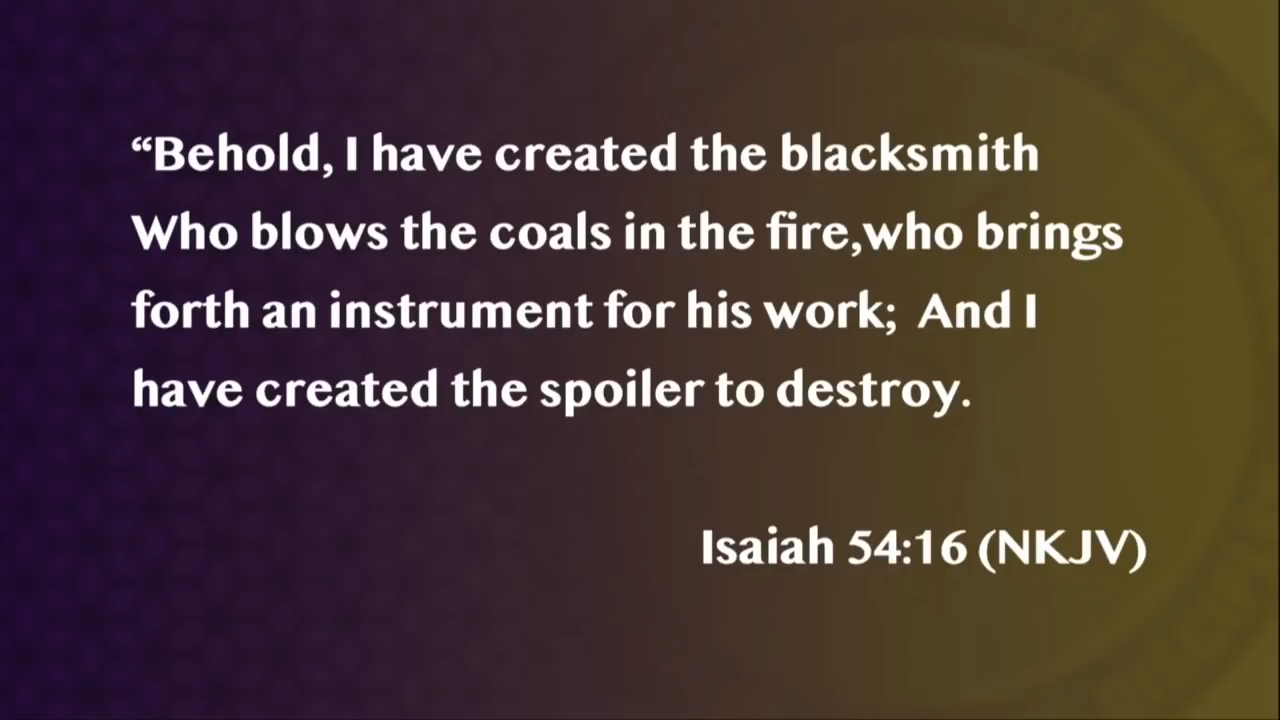 “Behold, I have created the blacksmith
Who blows the coals in the fire,who brings
forth an instrument for his work;  And I
have created the spoiler to destroy.
Isaiah 54:16 (NKJV)